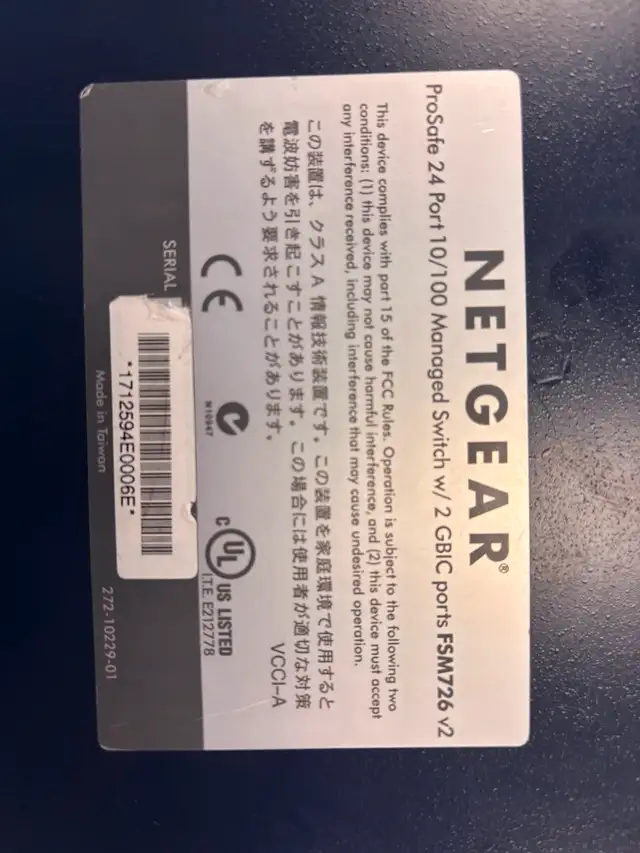 NETGEAR®
ProSafe 24 Port 10/100 Managed Switch w/ 2 GBIC ports FSM726 v2
This device complies with part 15 of the FCC Rules. Operation is subject to the following two
conditions: (1) this device may not cause harmful interference, and (2) this device must accept
any interference received, including interference that may cause undesired operation.
この装置は、クラスA 情報技術装置です。この装置を家庭環境で使用すると
電波妨害を引き起こすことがあります。この場合には使用者が適切な対策
を講ずるよう要求されることがあります。
VCCI-A
CE
N10947
C UL US LISTED
I.T.E. E212778
SERIAL
*1712594E0006E*
Made in Taiwan
272-10229-01